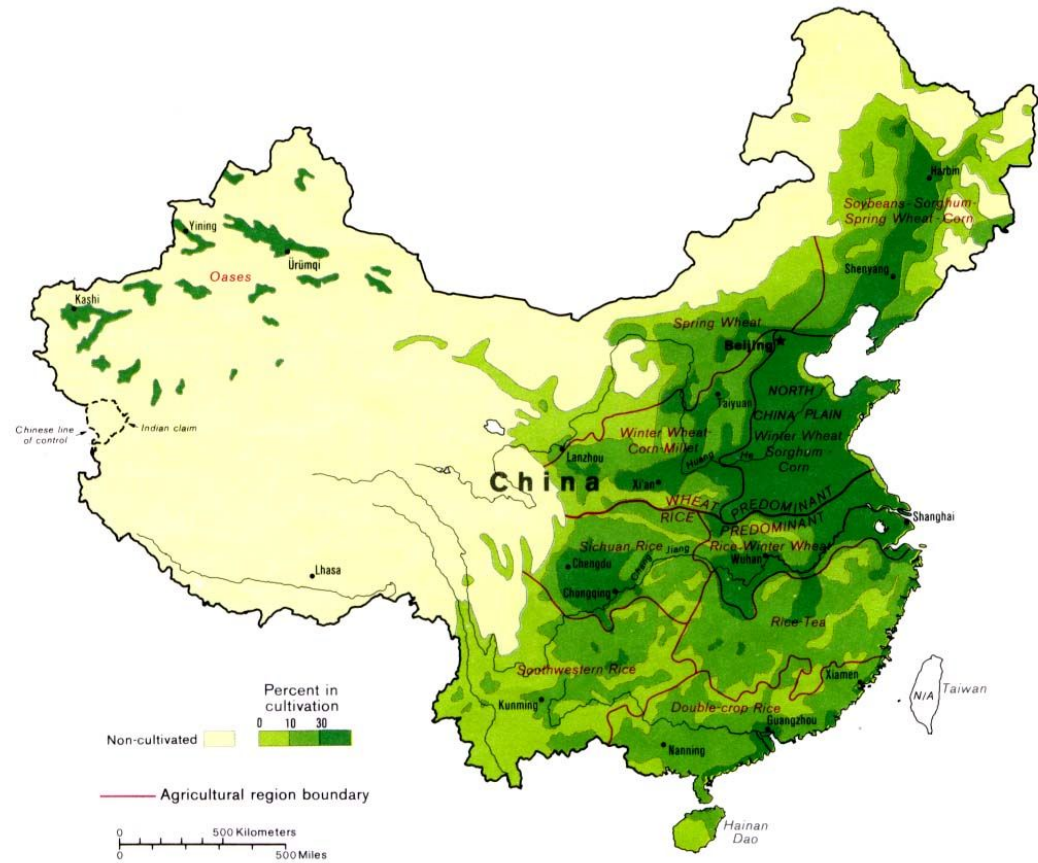 Harbin
Soybeans-Sorghum-
Spring Wheat-Corn
Yining
Ürümqi
Oases
Shenyang
Kashi
Spring Wheat
Beijing
Chinese line
of control
Indian claim
Taiyuan
NORTH
CHINA PLAIN
Winter Wheat-
Corn-Millet
Winter Wheat
Sorghum-
Corn
Lanzhou
Huang
He
China
Xi'an
WHEAT PREDOMINANT
RICE PREDOMINANT
Shanghai
Sichuan Rice
Chang Jiang
Rice-Winter Wheat
Wuhan
Chengdu
Lhasa
Chongqing
Rice-Tea
Southwestern Rice
Xiamen
N/A
Taiwan
Kunming
Double-crop Rice
Guangzhou
Nanning
Hainan
Dao
Percent in
cultivation
0 10 30
Non-cultivated
Agricultural region boundary
0 500 Kilometers
0 500 Miles